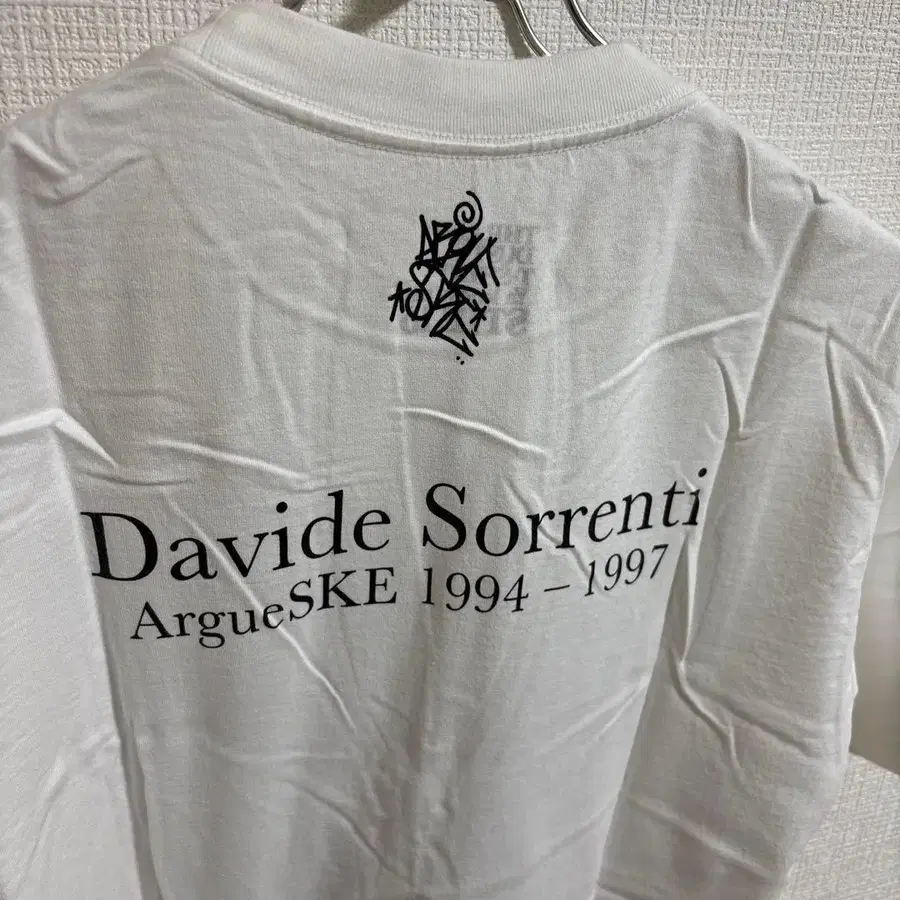 Davide Sorrenti
ArgueSKE 1994 – 1997